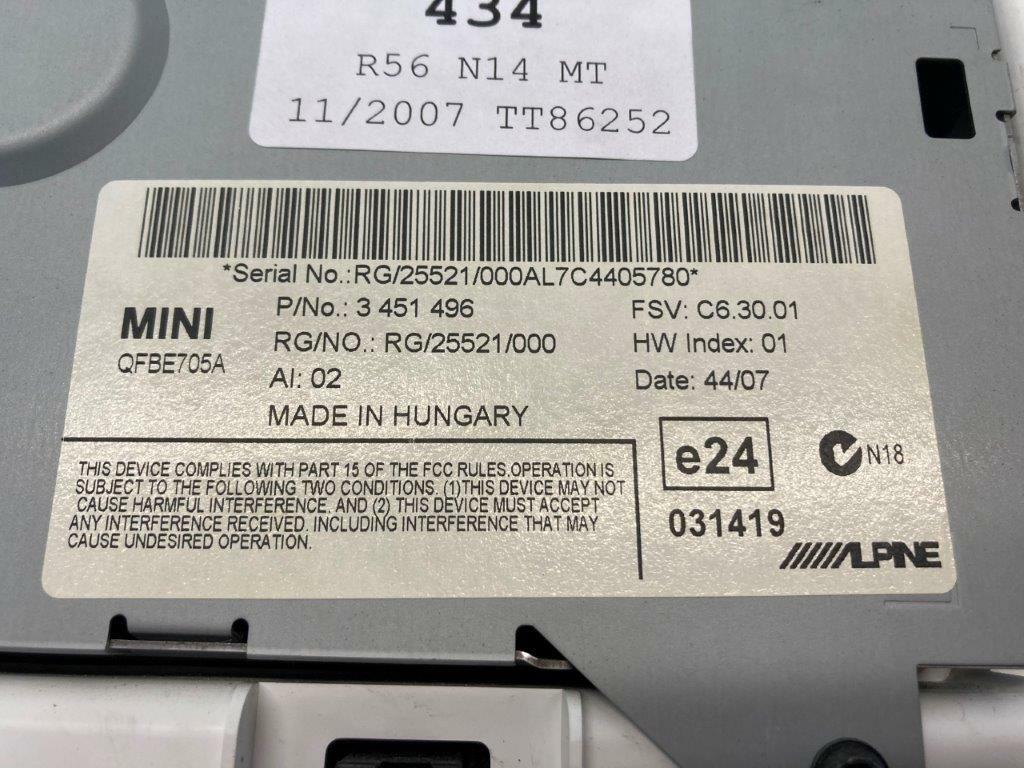 434
R56 N14 MT
11/2007 TT86252
*Serial No.:RG/25521/000AL7C4405780*
MINI
QFBE705A
P/No.: 3 451 496
RG/NO.: RG/25521/000
AI: 02
MADE IN HUNGARY
FSV: C6.30.01
HW Index: 01
Date: 44/07
THIS DEVICE COMPLIES WITH PART 15 OF THE FCC RULES.OPERATION IS
SUBJECT TO THE FOLLOWING TWO CONDITIONS. (1)THIS DEVICE MAY NOT
CAUSE HARMFUL INTERFERENCE, AND (2) THIS DEVICE MUST ACCEPT
ANY INTERFERENCE RECEIVED. INCLUDING INTERFERENCE THAT MAY
CAUSE UNDESIRED OPERATION.
e24
N18
031419
ALPINE